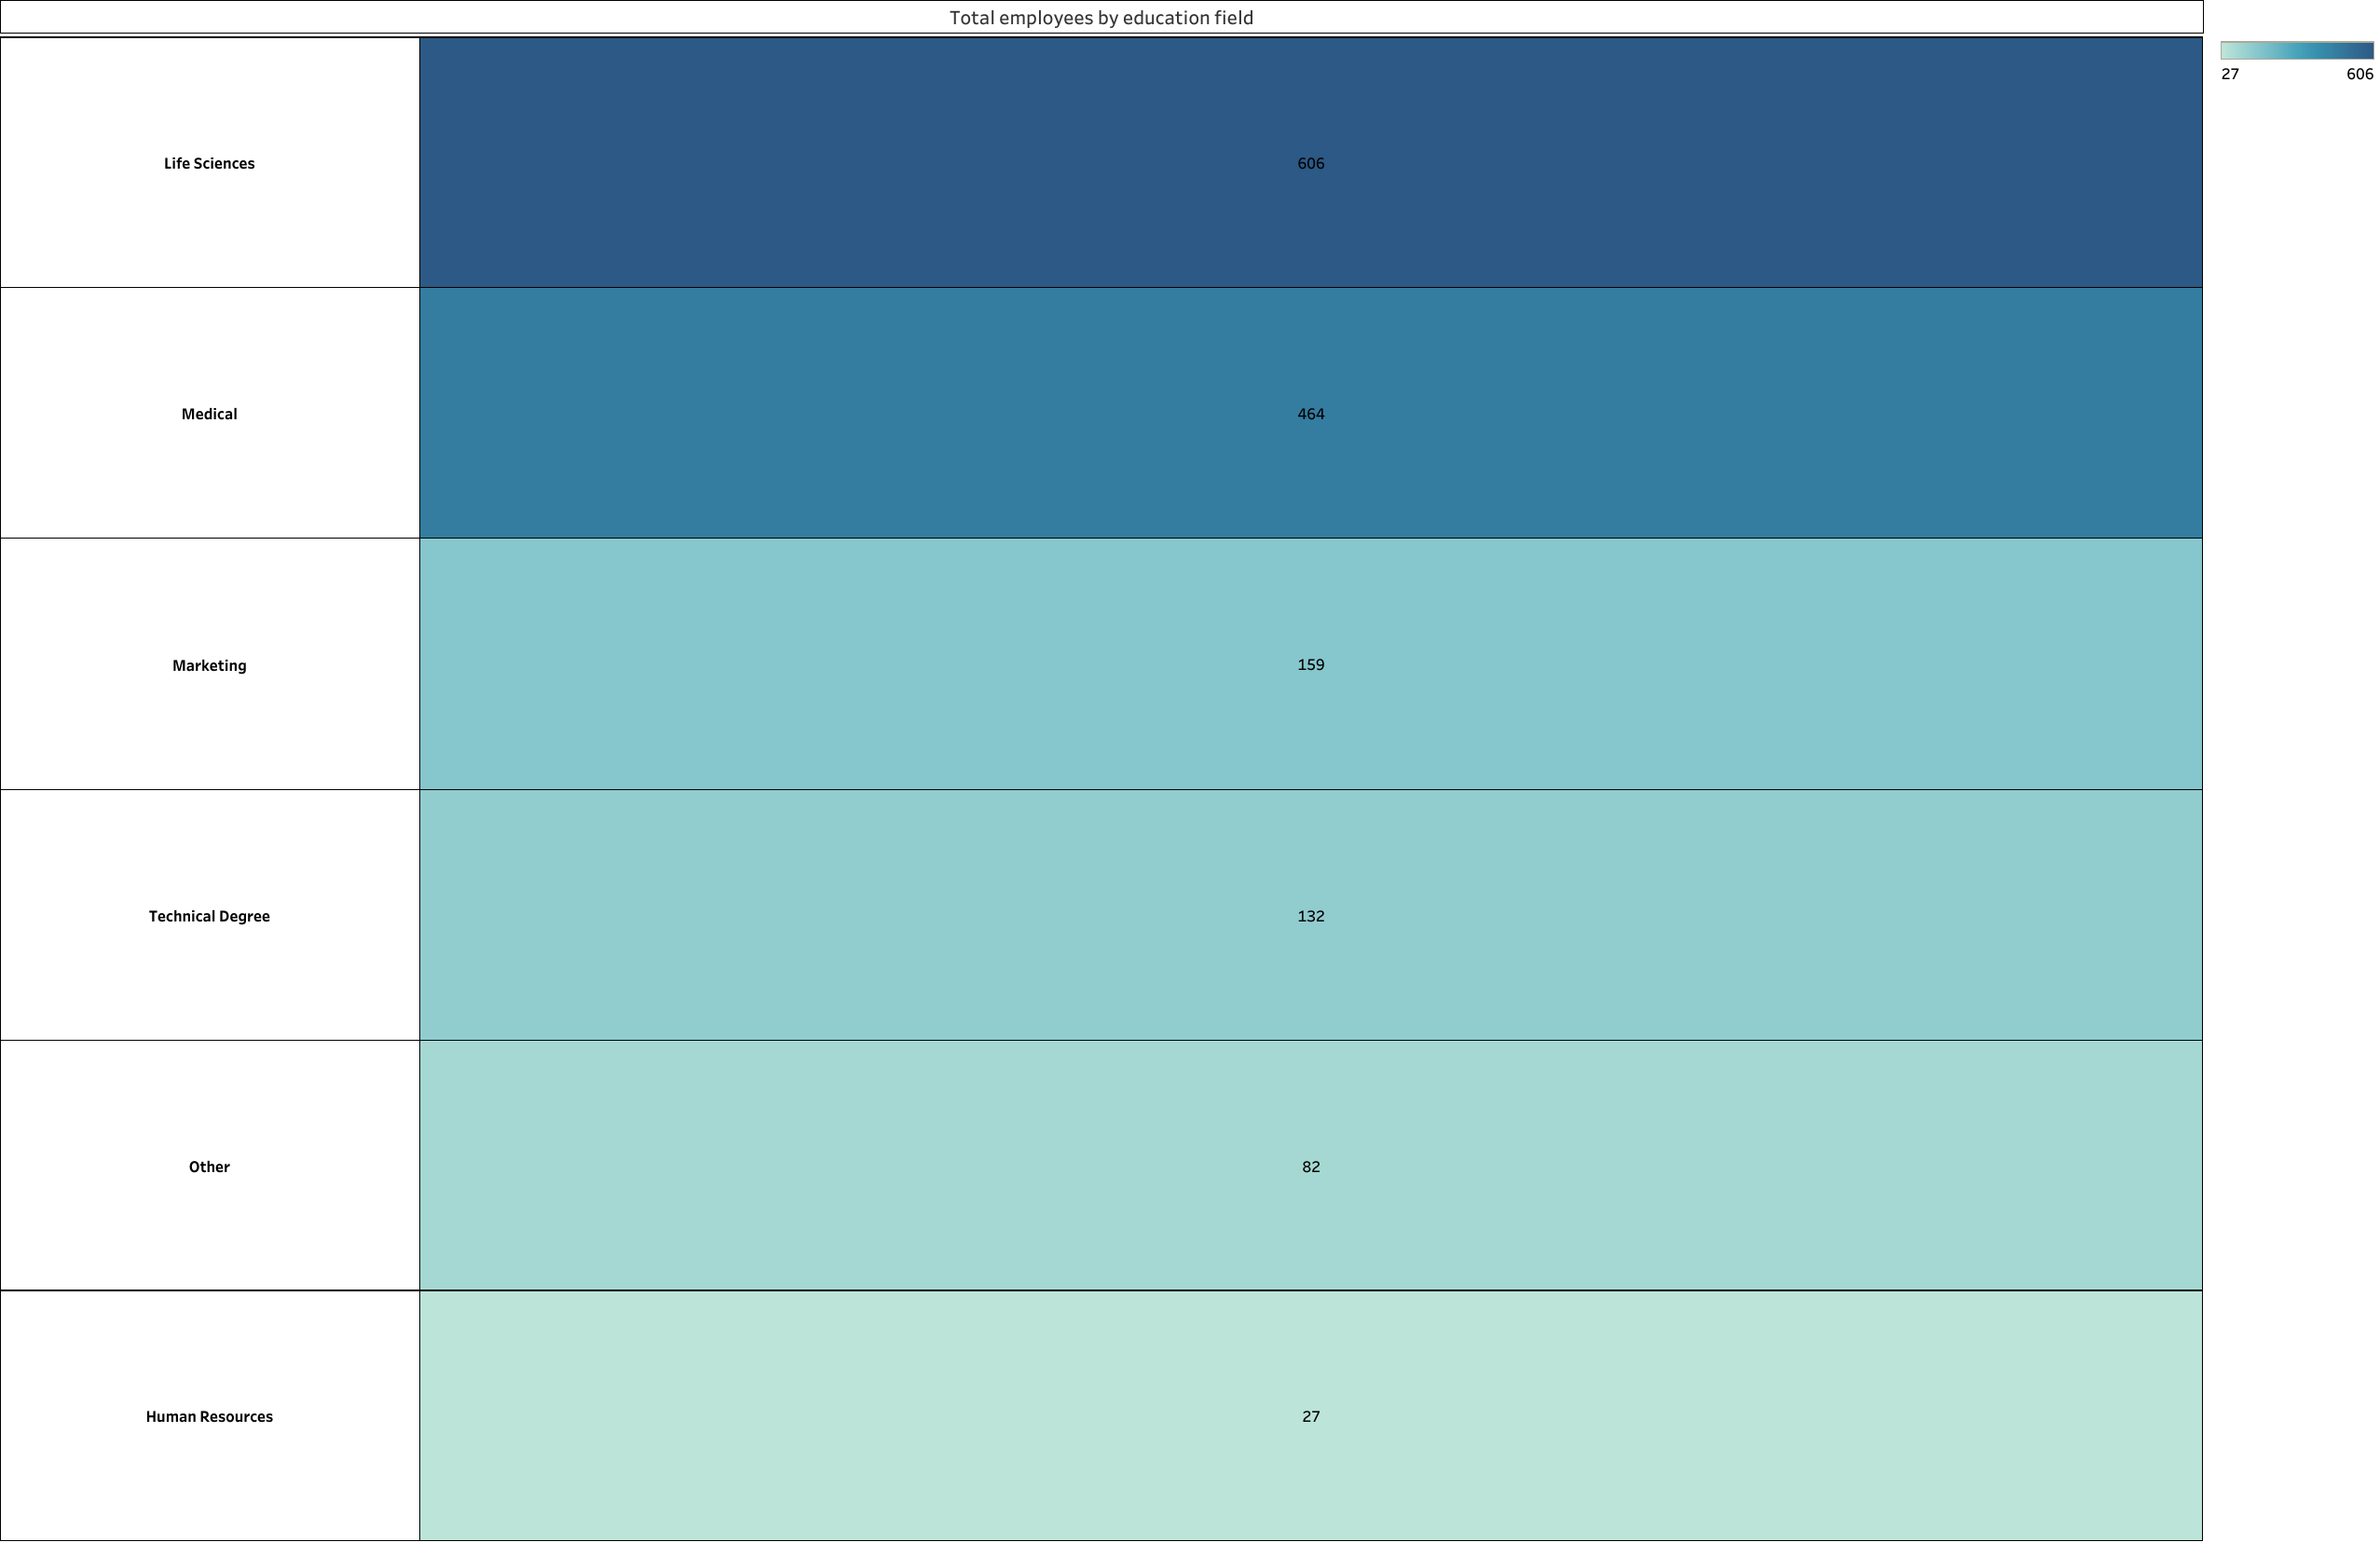 Total employees by education field
27 606
Life Sciences 606
Medical 464
Marketing 159
Technical Degree 132
Other 82
Human Resources 27